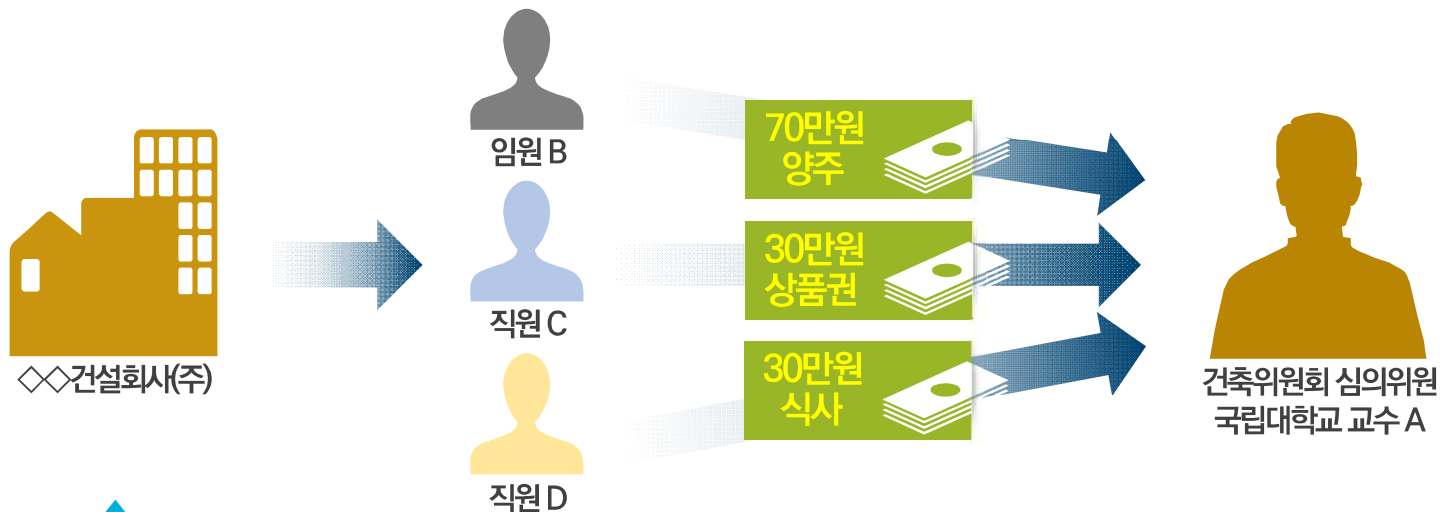 임원 B
70만원
양주
30만원
상품권
직원 C
◇◇건설회사(주)
30만원
식사
건축위원회 심의위원
국립대학교 교수 A
직원 D